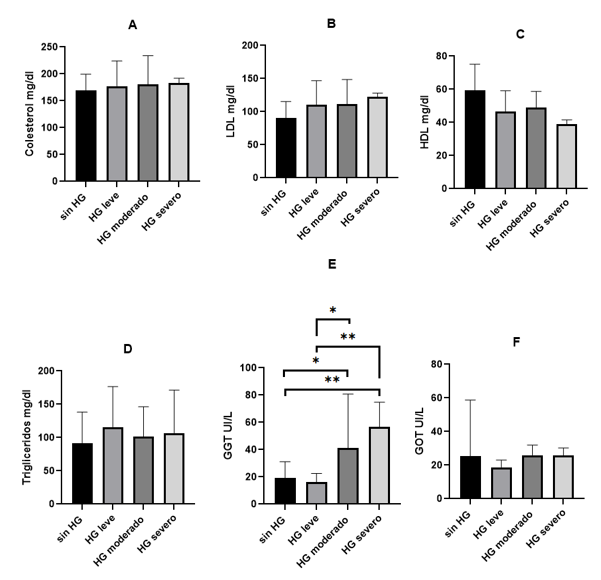 A
Colesterol mg/dl
250
200
150
100
50
0
sin HG
HG leve
HG moderado
HG severo
B
LDL mg/dl
200
150
100
50
0
sin HG
HG leve
HG moderado
HG severo
C
HDL mg/dl
80
60
40
20
0
sin HG
HG leve
HG moderado
HG severo
D
Trigliceridos mg/dl
200
150
100
50
0
sin HG
HG leve
HG moderado
HG severo
E
*
**
*
**
GGT UI/L
100
80
60
40
20
0
sin HG
HG leve
HG moderado
HG severo
F
GOT UI/L
80
60
40
20
0
sin HG
HG leve
HG moderado
HG severo